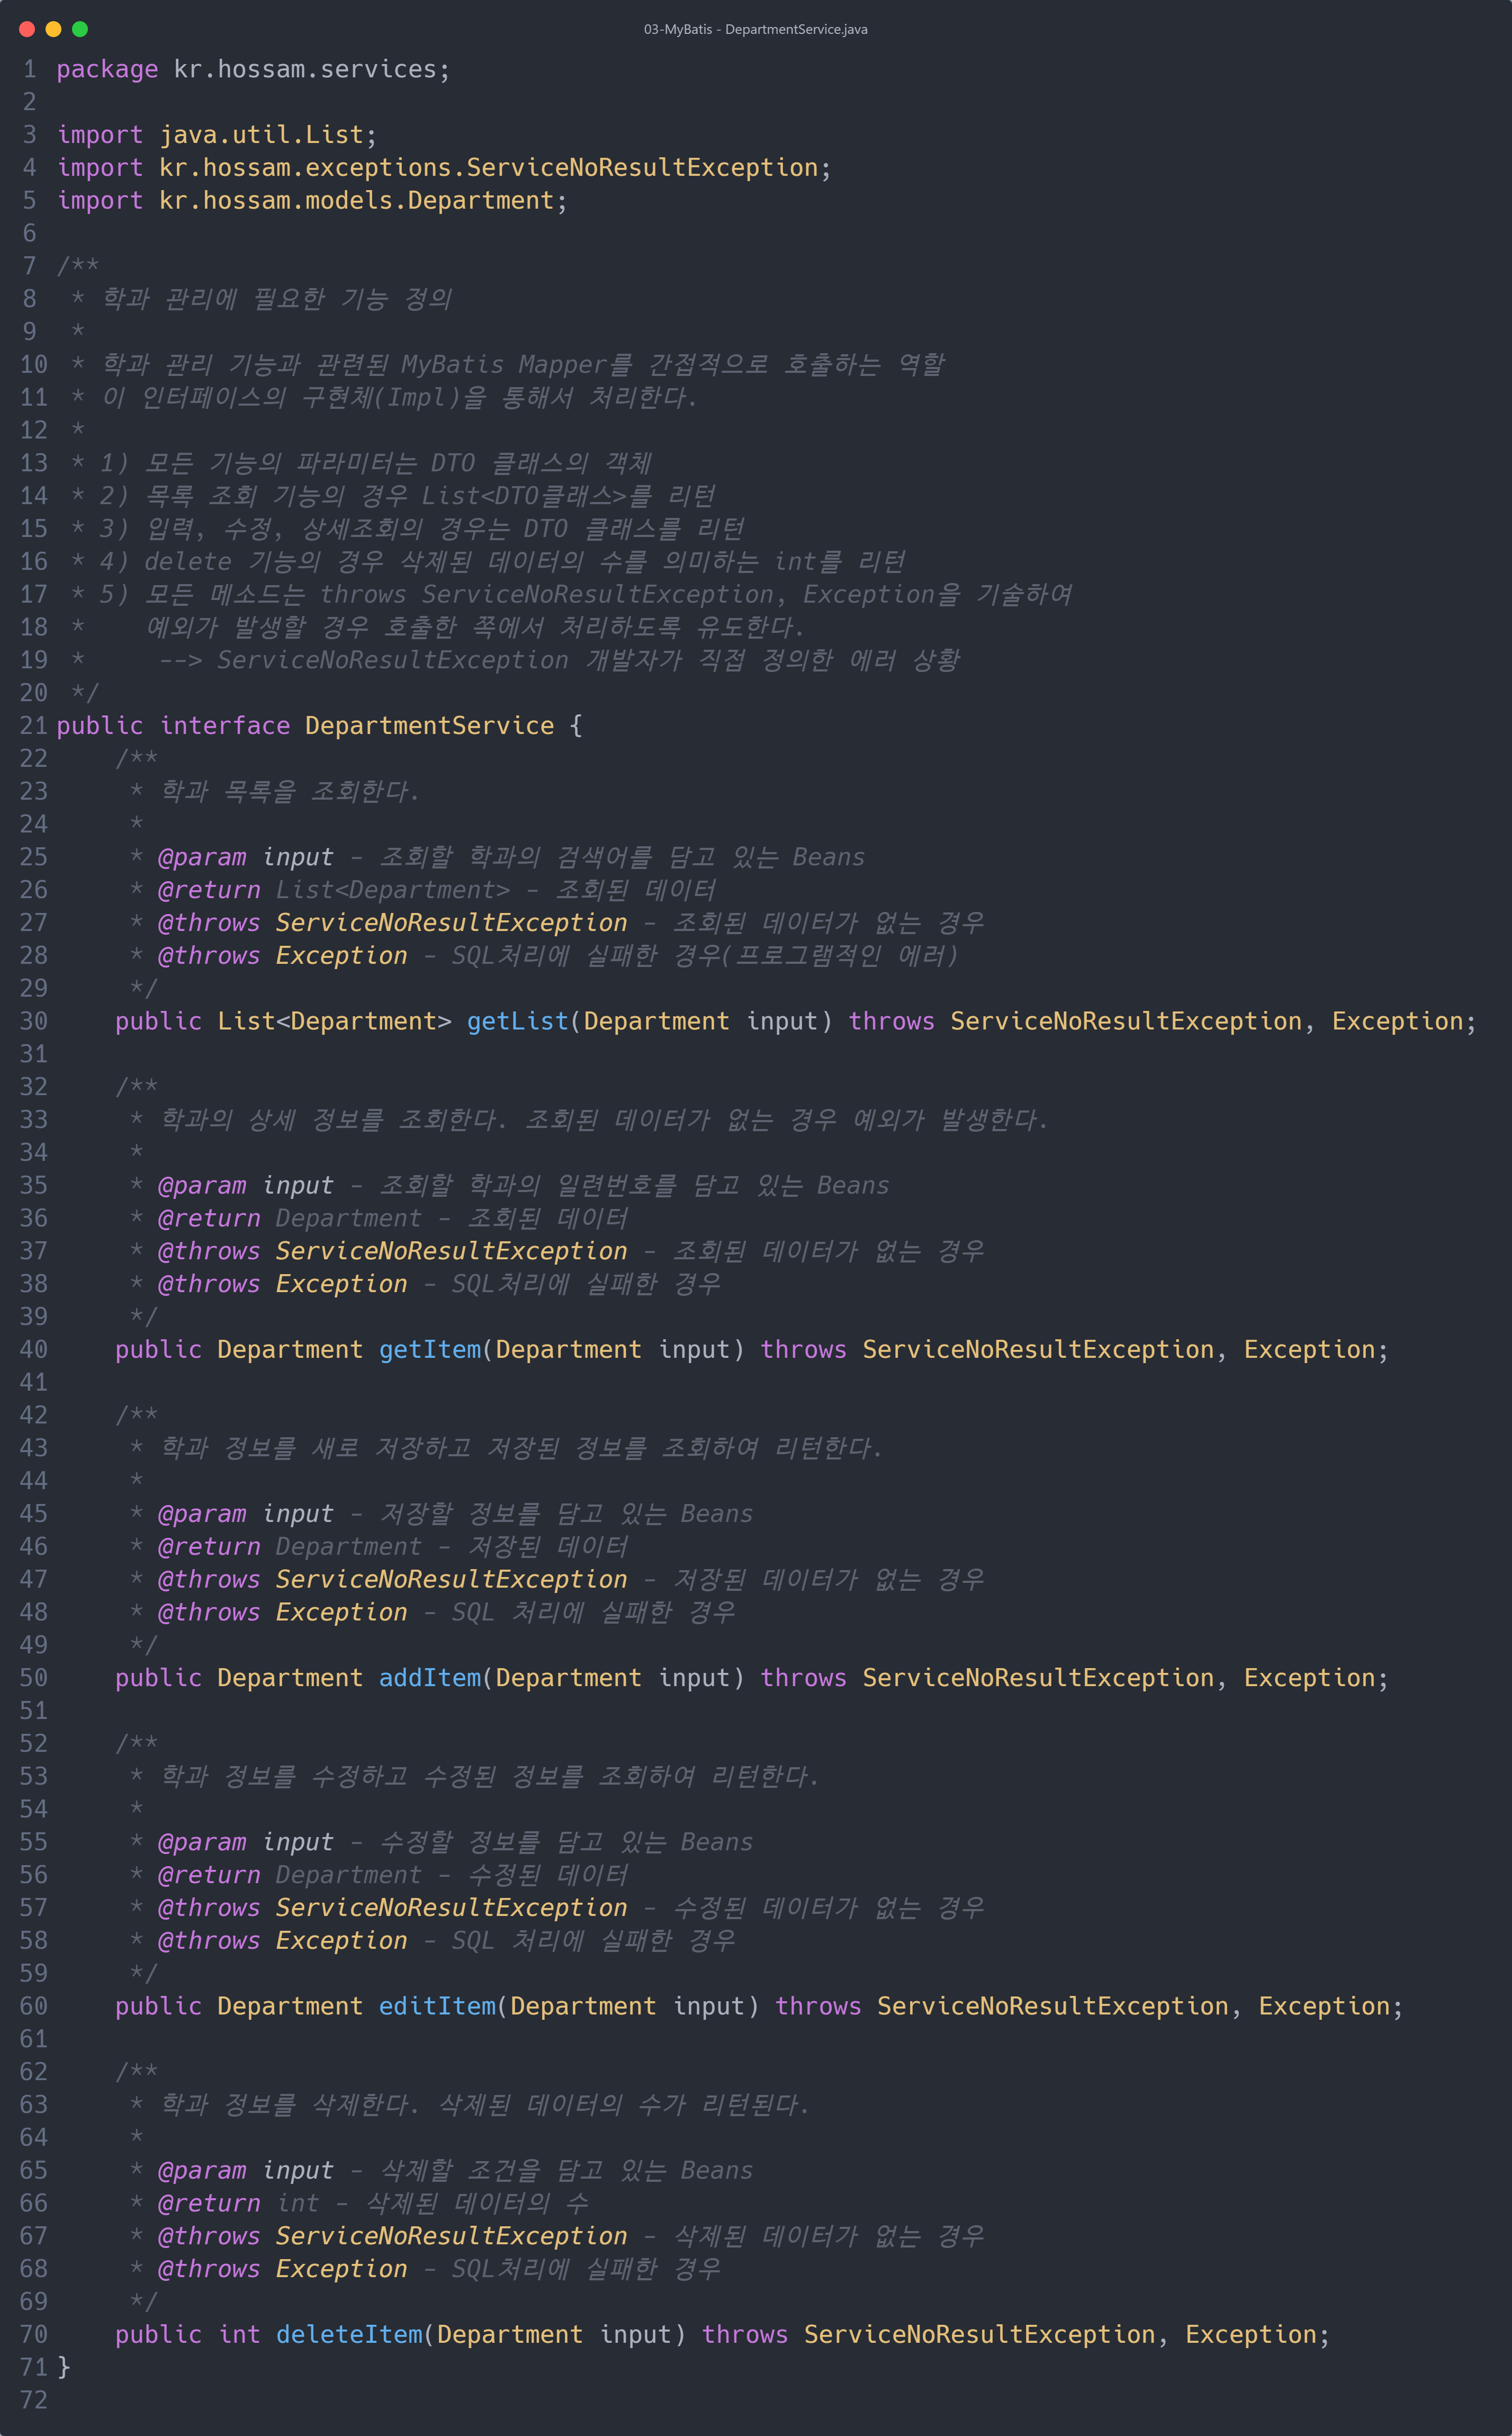 03-MyBatis - DepartmentService.java
1 package kr.hossam.services;
2
3 import java.util.List;
4 import kr.hossam.exceptions.ServiceNoResultException;
5 import kr.hossam.models.Department;
6
7 /**
8  * 학과 관리에 필요한 기능 정의
9  *
10  * 학과 관리 기능과 관련된 MyBatis Mapper를 간접적으로 호출하는 역할
11  * 이 인터페이스의 구현체(Impl)을 통해서 처리한다.
12  *
13  * 1) 모든 기능의 파라미터는 DTO 클래스의 객체
14  * 2) 목록 조회 기능의 경우 List<DTO클래스>를 리턴
15  * 3) 입력, 수정, 상세조회의 경우는 DTO 클래스를 리턴
16  * 4) delete 기능의 경우 삭제된 데이터의 수를 의미하는 int를 리턴
17  * 5) 모든 메소드는 throws ServiceNoResultException, Exception을 기술하여
18  *    예외가 발생할 경우 호출한 쪽에서 처리하도록 유도한다.
19  *     --> ServiceNoResultException 개발자가 직접 정의한 에러 상황
20  */
21 public interface DepartmentService {
22     /**
23      * 학과 목록을 조회한다.
24      *
25      * @param input - 조회할 학과의 검색어를 담고 있는 Beans
26      * @return List<Department> - 조회된 데이터
27      * @throws ServiceNoResultException - 조회된 데이터가 없는 경우
28      * @throws Exception - SQL처리에 실패한 경우(프로그램적인 에러)
29      */
30     public List<Department> getList(Department input) throws ServiceNoResultException, Exception;
31
32     /**
33      * 학과의 상세 정보를 조회한다. 조회된 데이터가 없는 경우 예외가 발생한다.
34      *
35      * @param input - 조회할 학과의 일련번호를 담고 있는 Beans
36      * @return Department - 조회된 데이터
37      * @throws ServiceNoResultException - 조회된 데이터가 없는 경우
38      * @throws Exception - SQL처리에 실패한 경우
39      */
40     public Department getItem(Department input) throws ServiceNoResultException, Exception;
41
42     /**
43      * 학과 정보를 새로 저장하고 저장된 정보를 조회하여 리턴한다.
44      *
45      * @param input - 저장할 정보를 담고 있는 Beans
46      * @return Department - 저장된 데이터
47      * @throws ServiceNoResultException - 저장된 데이터가 없는 경우
48      * @throws Exception - SQL 처리에 실패한 경우
49      */
50     public Department addItem(Department input) throws ServiceNoResultException, Exception;
51
52     /**
53      * 학과 정보를 수정하고 수정된 정보를 조회하여 리턴한다.
54      *
55      * @param input - 수정할 정보를 담고 있는 Beans
56      * @return Department - 수정된 데이터
57      * @throws ServiceNoResultException - 수정된 데이터가 없는 경우
58      * @throws Exception - SQL 처리에 실패한 경우
59      */
60     public Department editItem(Department input) throws ServiceNoResultException, Exception;
61
62     /**
63      * 학과 정보를 삭제한다. 삭제된 데이터의 수가 리턴된다.
64      *
65      * @param input - 삭제할 조건을 담고 있는 Beans
66      * @return int - 삭제된 데이터의 수
67      * @throws ServiceNoResultException - 삭제된 데이터가 없는 경우
68      * @throws Exception - SQL처리에 실패한 경우
69      */
70     public int deleteItem(Department input) throws ServiceNoResultException, Exception;
71 }
72